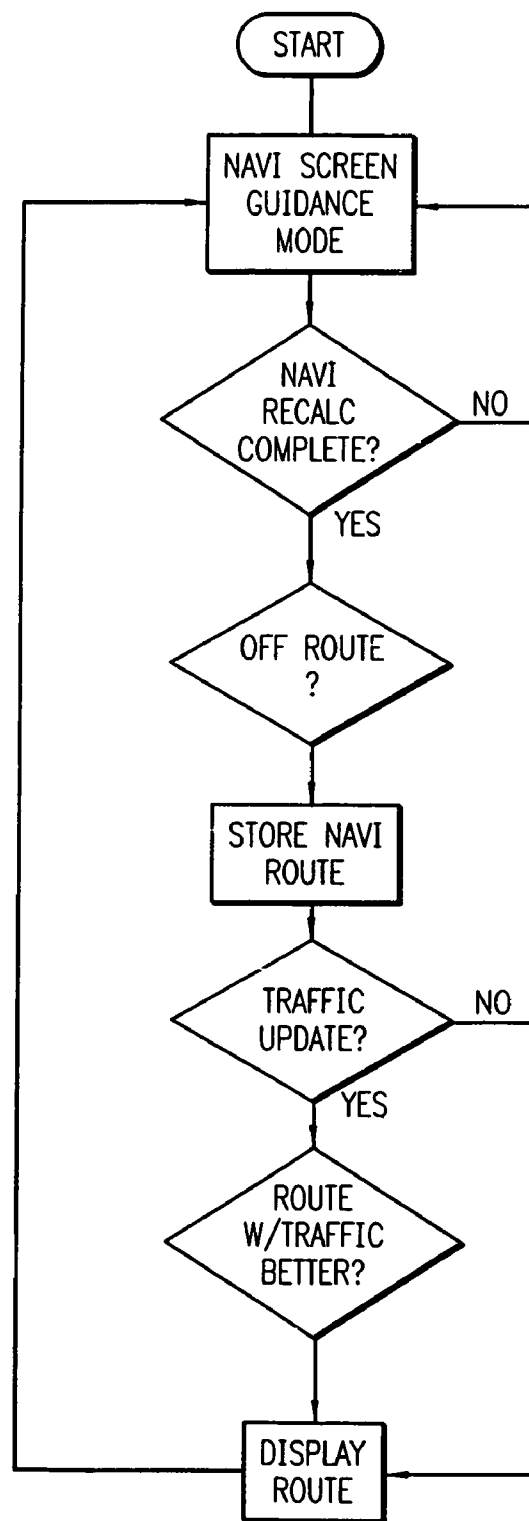 START
NAVI SCREEN
GUIDANCE
MODE
NAVI
RECALC
COMPLETE?
NO
YES
OFF ROUTE
?
STORE NAVI
ROUTE
TRAFFIC
UPDATE?
NO
YES
ROUTE
W/TRAFFIC
BETTER?
DISPLAY
ROUTE